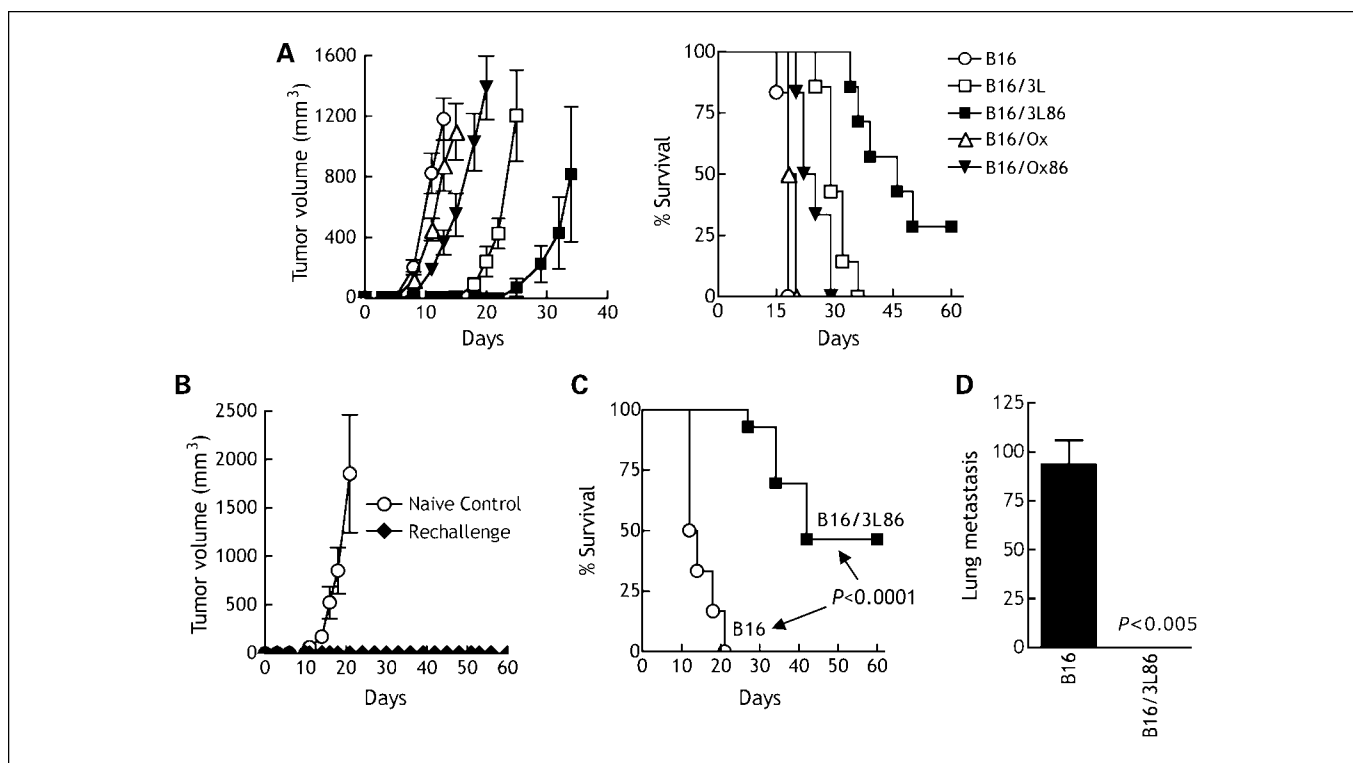 A
Tumor volume (mm³)
1600
1200
800
400
0
0 10 20 30 40
Days
% Survival
100
75
50
25
0
0 15 30 45 60
Days
B16
B16/3L
B16/3L86
B16/Ox
B16/Ox86
B
Tumor volume (mm³)
2500
2000
1500
1000
500
0
0 10 20 30 40 50 60
Days
Naive Control
Rechallenge
C
% Survival
100
75
50
25
0
0 10 20 30 40 50 60
Days
B16/3L86
P<0.0001
B16
D
Lung metastasis
125
100
75
50
25
0
P<0.005
B16
B16/3L86